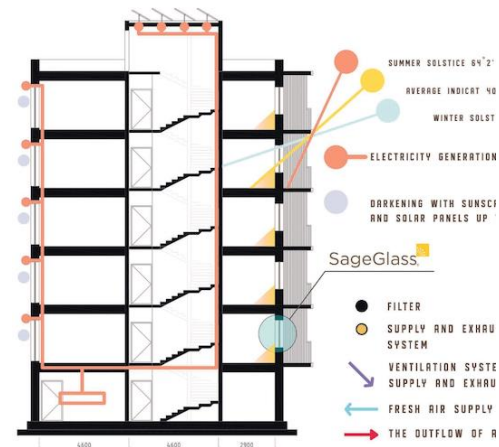 SUMMER SOLSTICE 64°2'
AVERAGE INDICAT 40
WINTER SOLST
ELECTRICITY GENERATION
DARKENING WITH SUNSCR
AND SOLAR PANELS UP
SageGlass
FILTER
SUPPLY AND EXHAU
SYSTEM
VENTILATION SYSTE
SUPPLY AND EXHAU
FRESH AIR SUPPLY
THE OUTFLOW OF A
4600 4600 2900